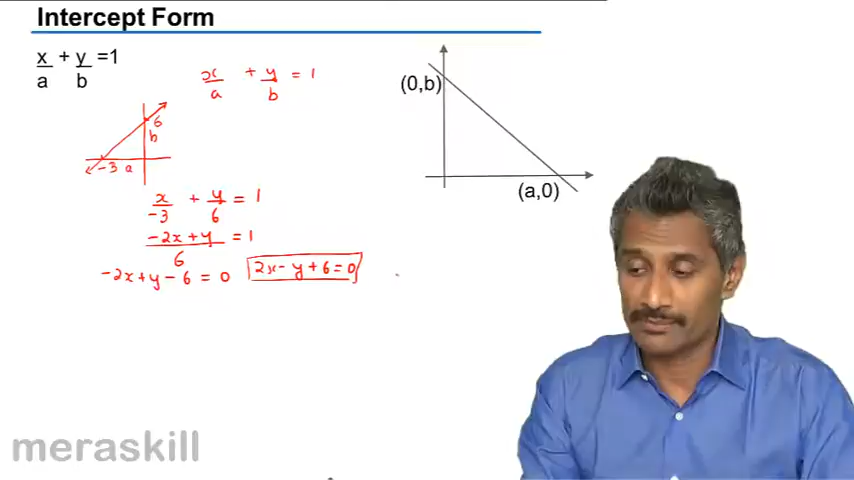 Intercept Form
x/a + y/b =1
x/a + y/b = 1
(0,b)
6
b
-3 a
(a,0)
x/-3 + y/6 = 1
-2x+y/6 = 1
-2x+y-6 = 0 2x-y+6=0
meraskill